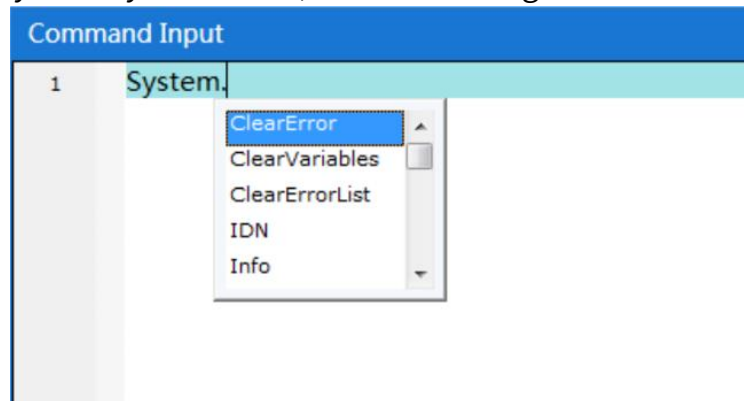 Command Input
1 System.
ClearError
ClearVariables
ClearErrorList
IDN
Info